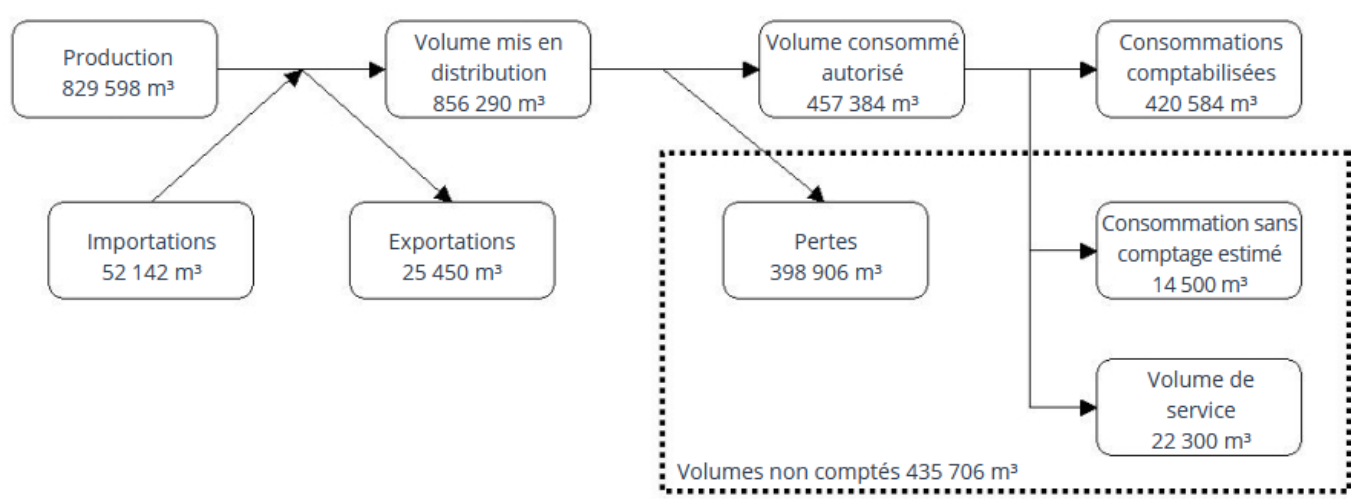 Production
829 598 m³
Volume mis en
distribution
856 290 m³
Volume consommé
autorisé
457 384 m³
Consommations
comptabilisées
420 584 m³
Importations
52 142 m³
Exportations
25 450 m³
Pertes
398 906 m³
Consommation sans
comptage estimé
14 500 m³
Volume de
service
22 300 m³
Volumes non comptés 435 706 m³